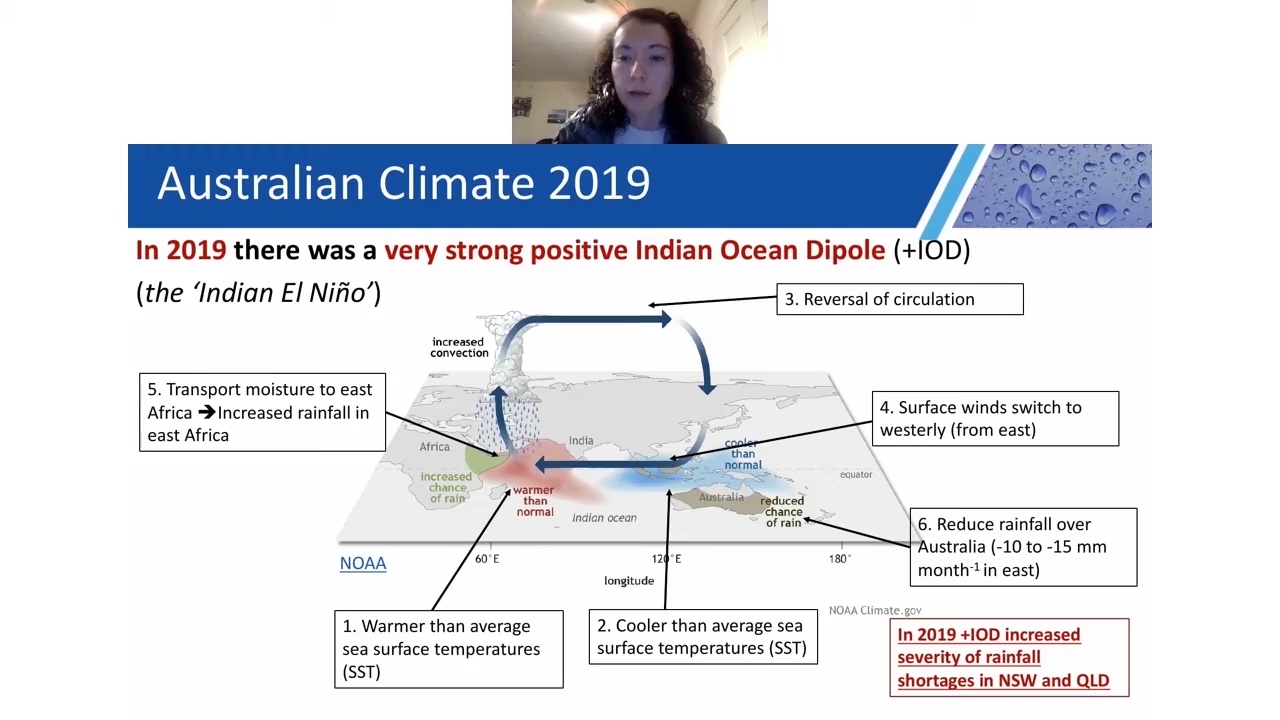 Australian Climate 2019
In 2019 there was a very strong positive Indian Ocean Dipole (+IOD)
(the ‘Indian El Niño’)
3. Reversal of circulation
increased
convection
5. Transport moisture to east
Africa ➔Increased rainfall in
east Africa
4. Surface winds switch to
westerly (from east)
Africa
India
cooler
than
normal
increased
chance
of rain
warmer
than
normal
equator
Australia
reduced
chance
of rain
Indian ocean
6. Reduce rainfall over
Australia (-10 to -15 mm
month-1 in east)
NOAA
60°E
120°E
180°
longitude
NOAA Climate.gov
1. Warmer than average
sea surface temperatures
(SST)
2. Cooler than average sea
surface temperatures (SST)
In 2019 +IOD increased
severity of rainfall
shortages in NSW and QLD